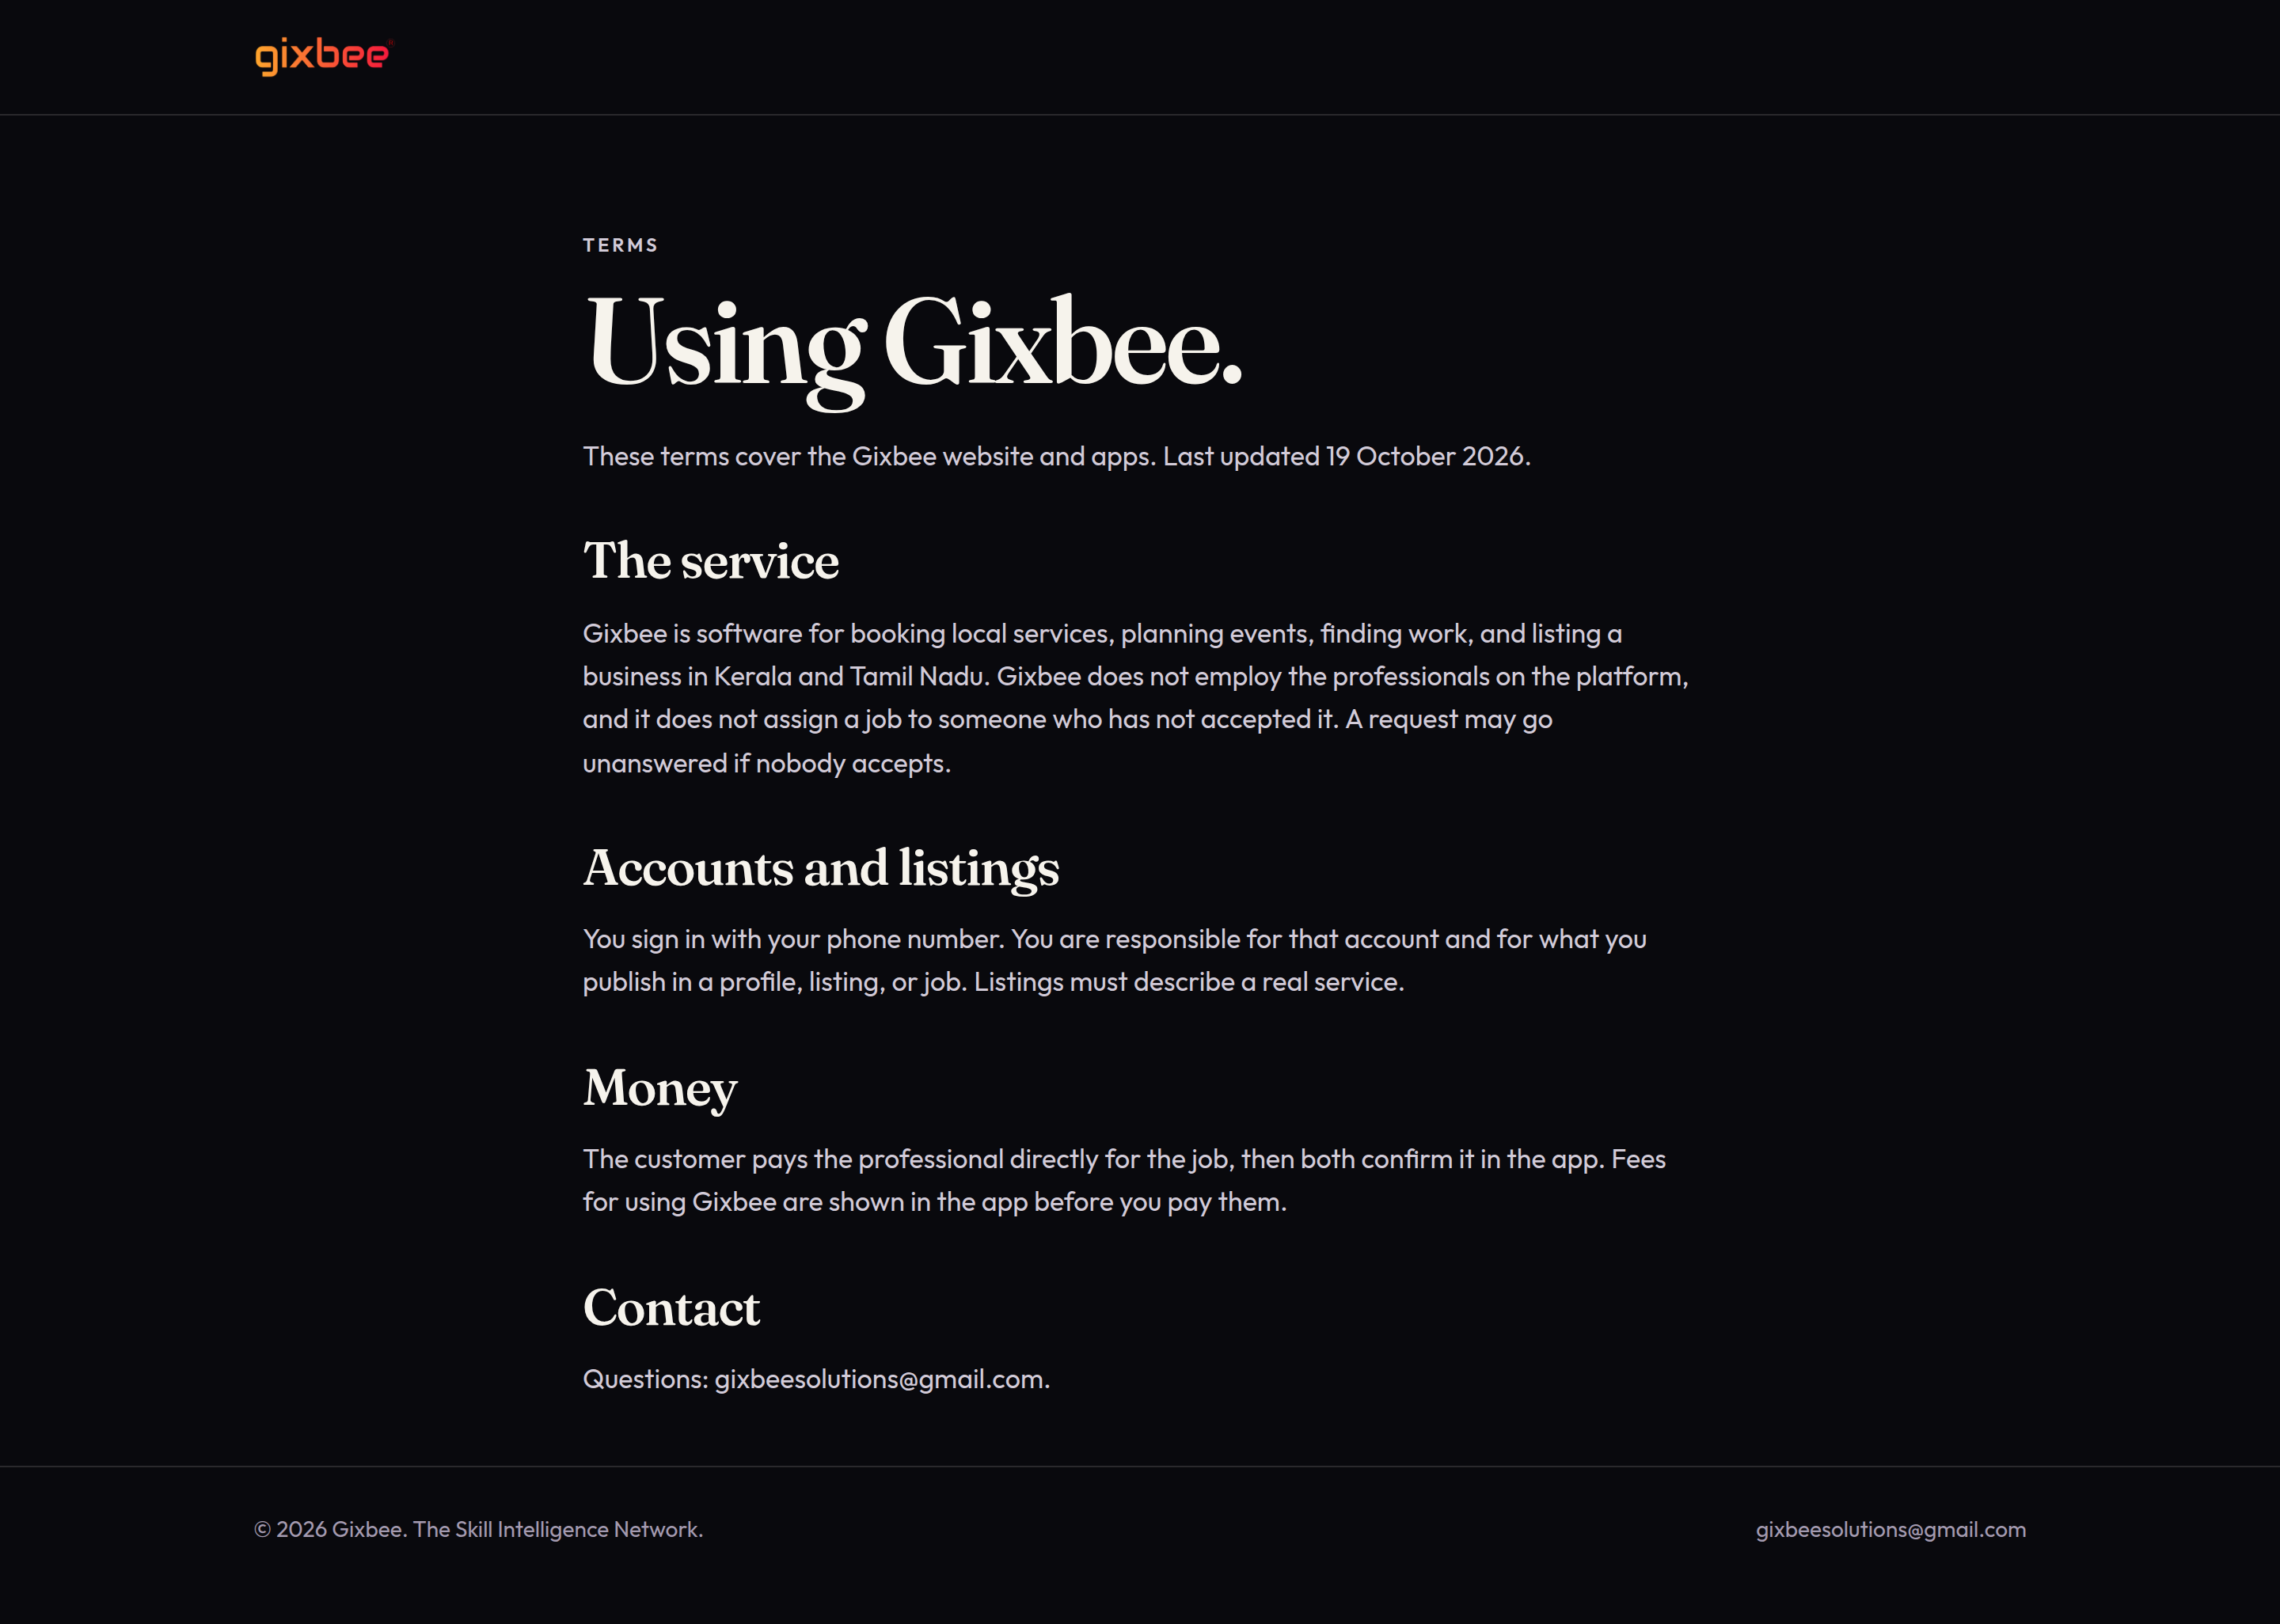 gixbee
TERMS
Using Gixbee.
These terms cover the Gixbee website and apps. Last updated 19 October 2026.
The service
Gixbee is software for booking local services, planning events, finding work, and listing a
business in Kerala and Tamil Nadu. Gixbee does not employ the professionals on the platform,
and it does not assign a job to someone who has not accepted it. A request may go
unanswered if nobody accepts.
Accounts and listings
You sign in with your phone number. You are responsible for that account and for what you
publish in a profile, listing, or job. Listings must describe a real service.
Money
The customer pays the professional directly for the job, then both confirm it in the app. Fees
for using Gixbee are shown in the app before you pay them.
Contact
Questions: gixbeesolutions@gmail.com.
© 2026 Gixbee. The Skill Intelligence Network.
gixbeesolutions@gmail.com